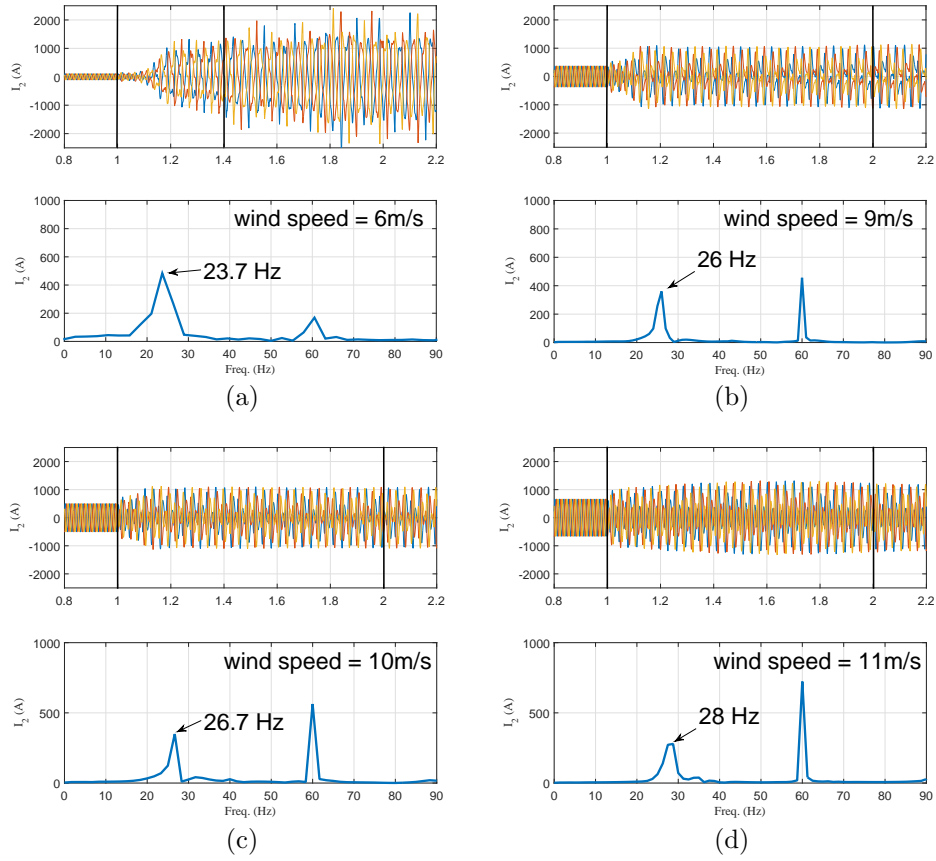 2000
1000
0
-1000
-2000
I2 (A)
0.8 1 1.2 1.4 1.6 1.8 2 2.2
1000
800
600
400
200
0
I2 (A)
wind speed = 6m/s
23.7 Hz
0 10 20 30 40 50 60 70 80 90
Freq. (Hz)
(a)
2000
1000
0
-1000
-2000
I2 (A)
0.8 1 1.2 1.4 1.6 1.8 2 2.2
1000
800
600
400
200
0
I2 (A)
wind speed = 9m/s
26 Hz
0 10 20 30 40 50 60 70 80 90
Freq. (Hz)
(b)
2000
1000
0
-1000
-2000
I2 (A)
0.8 1 1.2 1.4 1.6 1.8 2 2.2
1000
500
0
I2 (A)
wind speed = 10m/s
26.7 Hz
0 10 20 30 40 50 60 70 80 90
Freq. (Hz)
(c)
2000
1000
0
-1000
-2000
I2 (A)
0.8 1 1.2 1.4 1.6 1.8 2 2.2
1000
500
0
I2 (A)
wind speed = 11m/s
28 Hz
0 10 20 30 40 50 60 70 80 90
Freq. (Hz)
(d)